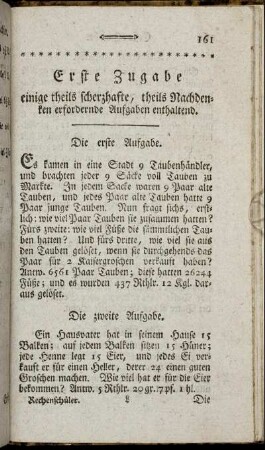 161
Erste Zugabe
einige theils scherzhafte, theils Nachden-
ken erfordernde Aufgaben enthaltend.
Die erste Aufgabe.
Es kamen in eine Stadt 9 Taubenhändler,
und brachten jeder 9 Säcke voll Tauben zu
Markte. In jedem Sacke waren 9 Paar alte
Tauben, und jedes Paar alte Tauben hatte 9
Paar junge Tauben. Nun fragt sichs, erst-
lich: wie viel Paar Tauben sie zusammen hatten?
Fürs zweite: wie viel Füße die sämmtlichen Tau-
ben hatten? Und fürs dritte, wie viel sie aus
den Tauben gelöset, wenn sie durchgehends das
Paar für 2 Kaisergroschen verkauft haben?
Antw. 6561 Paar Tauben; diese hatten 26244
Füße; und es wurden 437 Rthlr. 12 Kgl. dar-
aus gelöset.
Die zweite Aufgabe.
Ein Hausvater hat in seinem Hause 15
Balken; auf jedem Balken sitzen 15 Hüner;
jede Henne legt 15 Eier, und jedes Ei ver-
kauft er für einen Heller, derer 24 einen guten
Groschen machen. Wie viel hat er für die Eier
bekommen? Antw. 5 Rthlr. 20 gr. 7 pf. 1 hl.
Rechenschüler. L Die